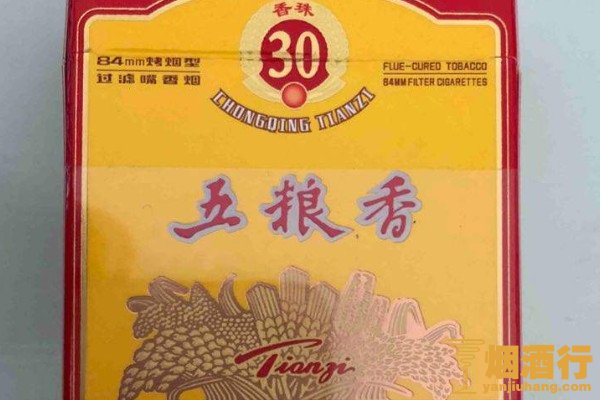 香珠
30
84mm烤烟型
过滤嘴香烟
FLUE-CURED TOBACCO
84MM FILTER CIGARETTES
CHONGQING TIANZI
五粮香
Tianzi
烟酒行
yanjiuhang.com